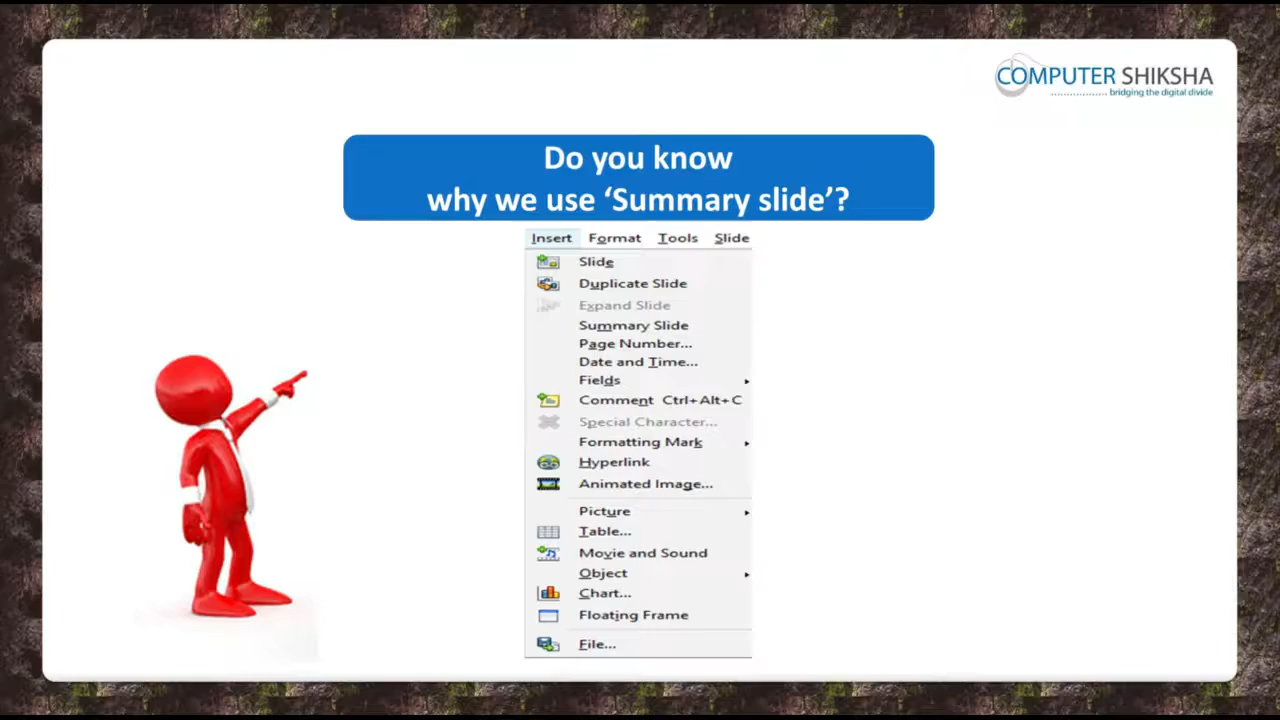 COMPUTER SHIKSHA
bridging the digital divide
Do you know
why we use ‘Summary slide’?
Insert Format Tools Slide
Slide
Duplicate Slide
Expand Slide
Summary Slide
Page Number...
Date and Time...
Fields
Comment Ctrl+Alt+C
Special Character...
Formatting Mark
Hyperlink
Animated Image...
Picture
Table...
Movie and Sound
Object
Chart...
Floating Frame
File...